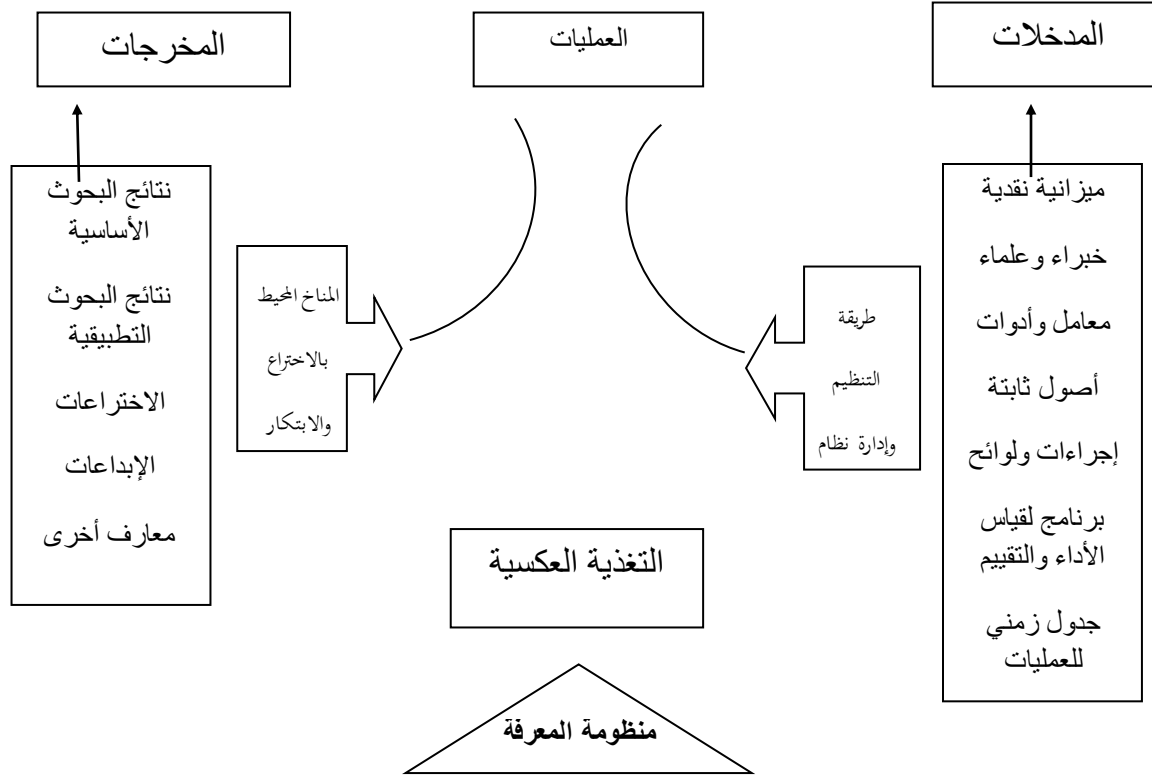 المدخلات
العمليات
المخرجات
ميزانية نقدية
خبراء وعلماء
معامل وأدوات
أصول ثابتة
إجراءات ولوائح
برنامج لقياس
الأداء والتقييم
جدول زمني
للعمليات
طريقة
التنظيم
وإدارة نظام
المناخ المحيط
بالاختراع
والابتكار
نتائج البحوث
الأساسية
نتائج البحوث
التطبيقية
الاختراعات
الإبداعات
معارف أخرى
التغذية العكسية
منظومة المعرفة